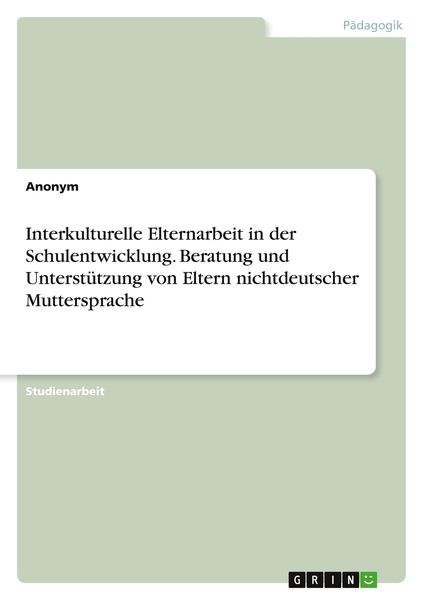 Pädagogik
Anonym
Interkulturelle Elternarbeit in der
Schulentwicklung. Beratung und
Unterstützung von Eltern nichtdeutscher
Muttersprache
Studienarbeit
GRIN